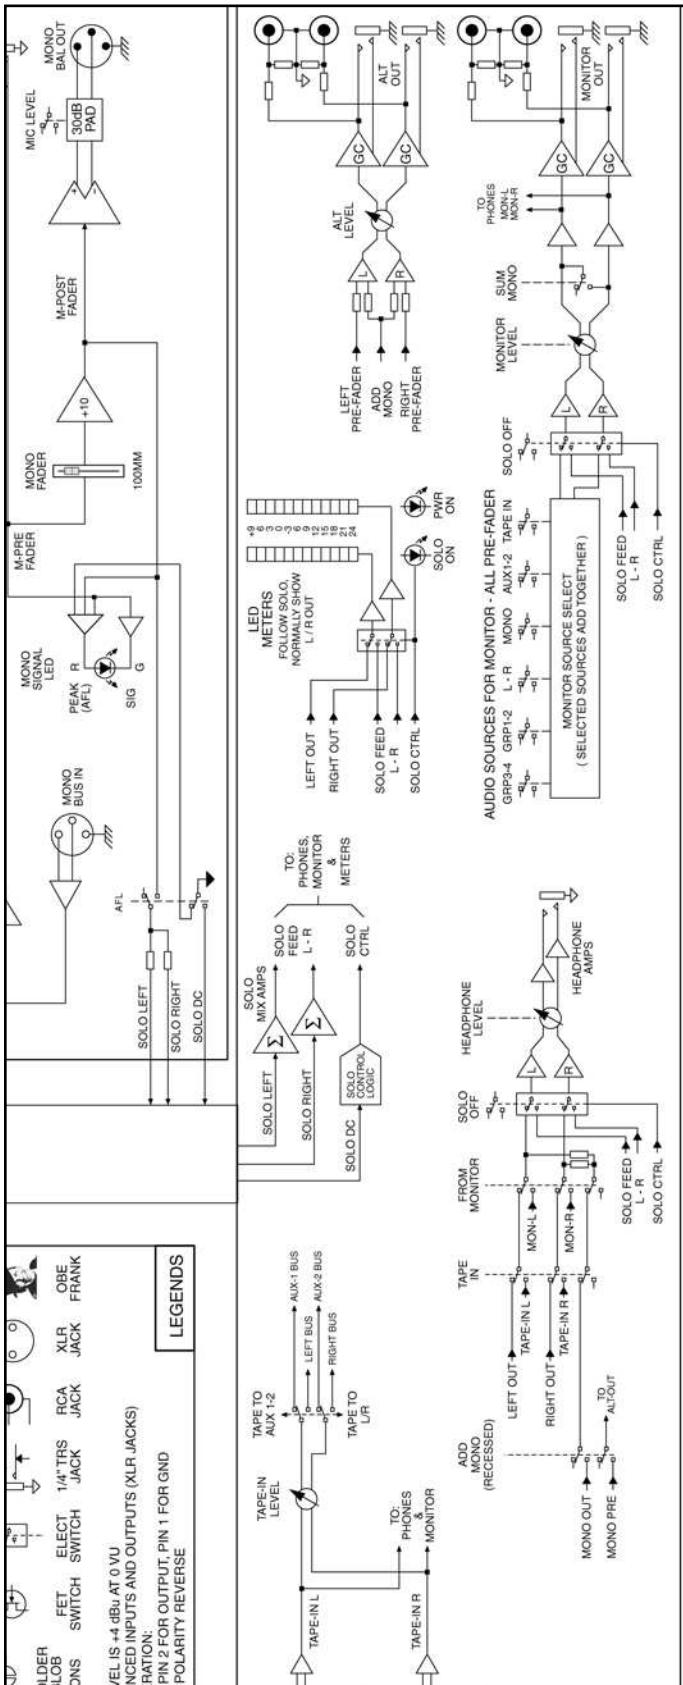 MONO
BAL OUT
MIC LEVEL
30dB
PAD
+
−
M-POST
FADER
+10
MONO
FADER
100MM
M-PRE
FADER
MONO
SIGNAL
LED
R
G
PEAK
(AFL)
SIG
MONO
BUS IN
AFL
SOLO LEFT
SOLO RIGHT
SOLO DC
OBE
FRANK
XLR
JACK
RCA
JACK
1/4" TRS
JACK
ELECT
SWITCH
FET
SWITCH
OLDER
LOB
ONS
LEGENDS
VEL IS +4 dBu AT 0 VU
NCED INPUTS AND OUTPUTS (XLR JACKS)
RATION:
PIN 2 FOR OUTPUT, PIN 1 FOR GND
POLARITY REVERSE
ALT
OUT
GC
GC
ALT
LEVEL
L
R
LEFT
PRE-FADER
ADD
MONO
RIGHT
PRE-FADER
+9
6
3
0
-3
6
9
12
15
18
21
24
PWR
ON
SOLO
ON
LED
METERS
FOLLOW SOLO,
NORMALLY SHOW
L / R OUT
LEFT OUT
RIGHT OUT
SOLO FEED
L - R
SOLO CTRL
TO:
PHONES,
MONITOR
&
METERS
SOLO
MIX AMPS
SOLO
FEED
L - R
SOLO
CTRL
Σ
Σ
SOLO
CONTROL
LOGIC
SOLO LEFT
SOLO RIGHT
SOLO DC
AUX-1 BUS
LEFT BUS
AUX-2 BUS
RIGHT BUS
TAPE TO
AUX 1-2
TAPE TO
L/R
TAPE-IN
LEVEL
TO:
PHONES
&
MONITOR
TAPE-IN L
TAPE-IN R
MONITOR
OUT
GC
GC
TO
PHONES
MON-L
MON-R
SUM
MONO
MONITOR
LEVEL
L
R
SOLO OFF
SOLO FEED
L - R
SOLO CTRL
AUDIO SOURCES FOR MONITOR - ALL PRE-FADER
GRP3-4
GRP1-2
L - R
MONO
AUX1-2
TAPE IN
MONITOR SOURCE SELECT
( SELECTED SOURCES ADD TOGETHER )
HEADPHONE
AMPS
HEADPHONE
LEVEL
L
R
SOLO
OFF
SOLO FEED
L - R
SOLO CTRL
FROM
MONITOR
MON-L
MON-R
TAPE
IN
LEFT OUT
TAPE-IN L
RIGHT OUT
TAPE-IN R
ADD
MONO
(RECESSED)
TO
ALT-OUT
MONO OUT
MONO PRE